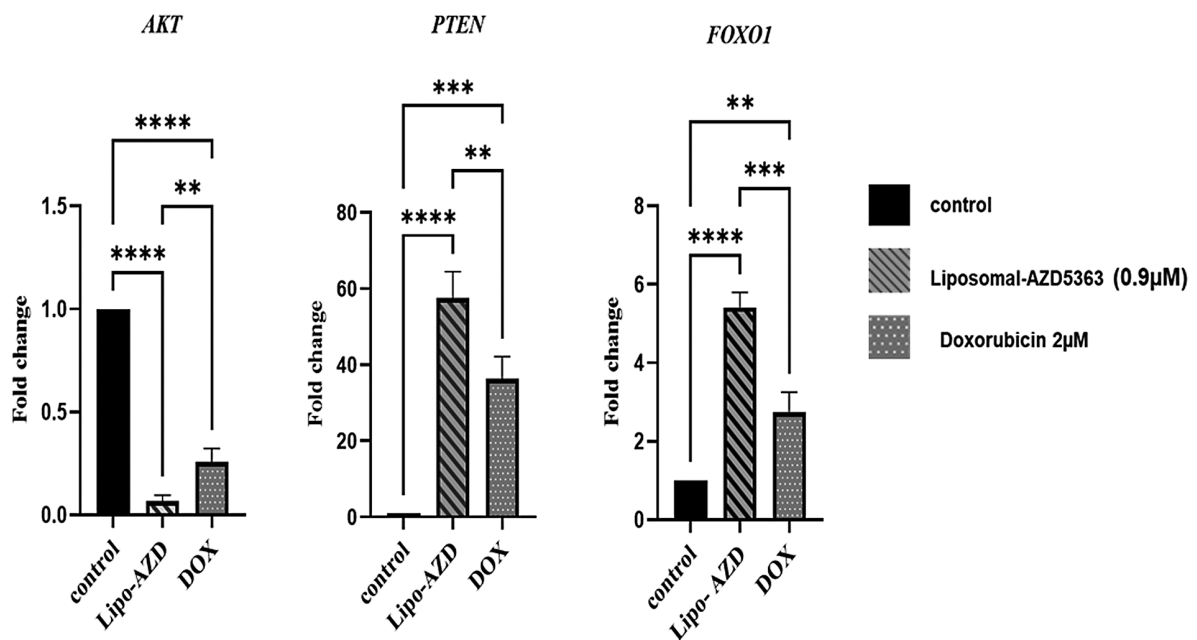 AKT
****
**
****
1.5
1.0
0.5
0.0
Fold change
control
Lipo-AZD
DOX
PTEN
***
**
****
80
60
40
20
0
Fold change
control
Lipo-AZD
DOX
FOXO1
**
***
****
8
6
4
2
0
Fold change
control
Lipo- AZD
DOX
control
Liposomal-AZD5363 (0.9μM)
Doxorubicin 2μM